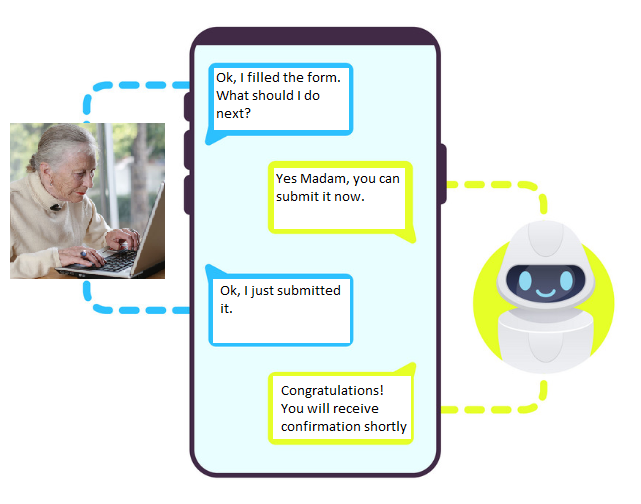 Ok, I filled the form.
What should I do
next?
Yes Madam, you can
submit it now.
Ok, I just submitted
it.
Congratulations!
You will receive
confirmation shortly